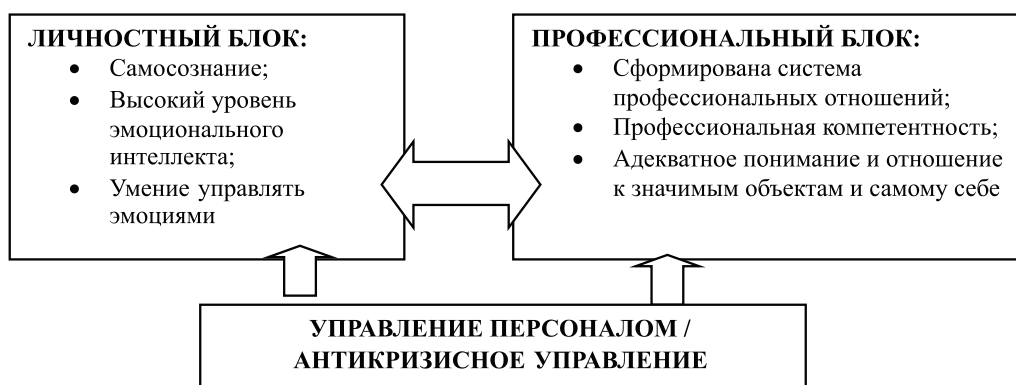 ЛИЧНОСТНЫЙ БЛОК:
• Самосознание;
• Высокий уровень
эмоционального
интеллекта;
• Умение управлять
эмоциями
ПРОФЕССИОНАЛЬНЫЙ БЛОК:
• Сформирована система
профессиональных отношений;
• Профессиональная компетентность;
• Адекватное понимание и отношение
к значимым объектам и самому себе
УПРАВЛЕНИЕ ПЕРСОНАЛОМ /
АНТИКРИЗИСНОЕ УПРАВЛЕНИЕ